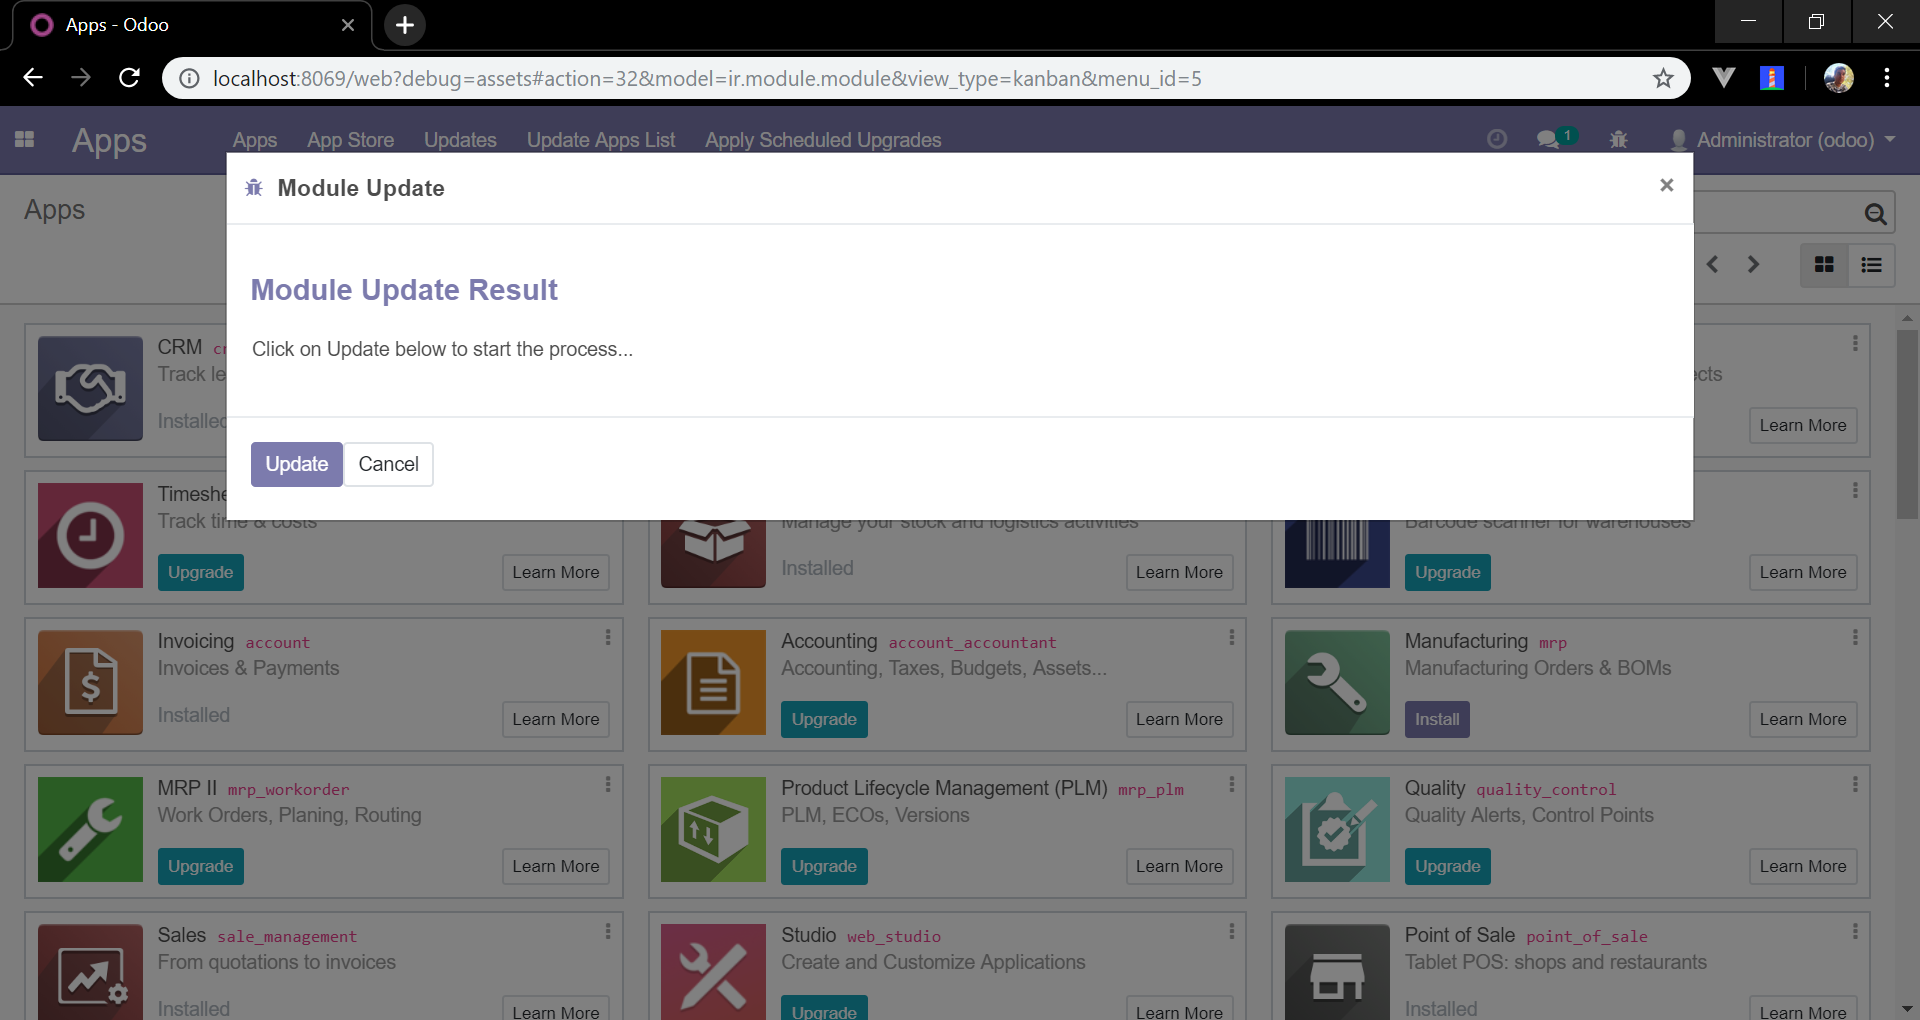 Apps - Odoo
localhost:8069/web?debug=assets#action=32&model=ir.module.module&view_type=kanban&menu_id=5
Apps
Apps App Store Updates Update Apps List Apply Scheduled Upgrades
1
Administrator (odoo)
Apps
Module Update
Module Update Result
Click on Update below to start the process...
Update Cancel
CRM
Track
Installed
Learn More
Track time & costs
Upgrade
Learn More
Manage your stock and logistics activities
Installed
Learn More
Barcode scanner for warehouses
Upgrade
Learn More
Invoicing account
Invoices & Payments
Installed
Learn More
Accounting account_accountant
Accounting, Taxes, Budgets, Assets...
Upgrade
Learn More
Manufacturing mrp
Manufacturing Orders & BOMs
Install
Learn More
MRP II mrp_workorder
Work Orders, Planing, Routing
Upgrade
Learn More
Product Lifecycle Management (PLM) mrp_plm
PLM, ECOs, Versions
Upgrade
Learn More
Quality quality_control
Quality Alerts, Control Points
Upgrade
Learn More
Sales sale_management
From quotations to invoices
Installed
Learn More
Studio web_studio
Create and Customize Applications
Upgrade
Learn More
Point of Sale point_of_sale
Tablet POS: shops and restaurants
Installed
Learn More